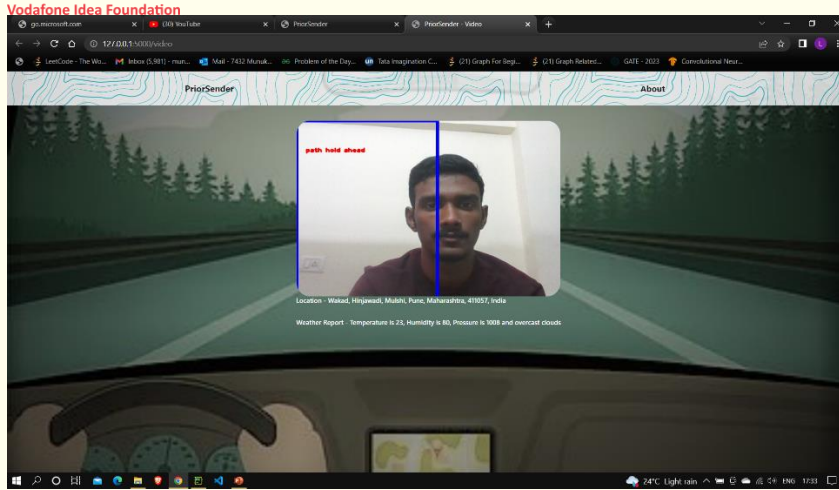 Vodafone Idea Foundation
go.microsoft.com
(30) YouTube
PriorSender
PriorSender - Video
127.0.0.1:5000/video
LeetCode - The Wo...
Inbox (5,981) - mun...
Mail - 7432 Munuk...
Problem of the Day...
Tata Imagination C...
(21) Graph For Begi...
(21) Graph Related...
GATE - 2023
Convolutional Neur...
PriorSender
About
path hold ahead
Location - Wakad, Hinjawadi, Mulshi, Pune, Maharashtra, 411057, India
Weather Report - Temperature is 23, Humidity is 80, Pressure is 1008 and overcast clouds
24°C Light rain
ENG
1733